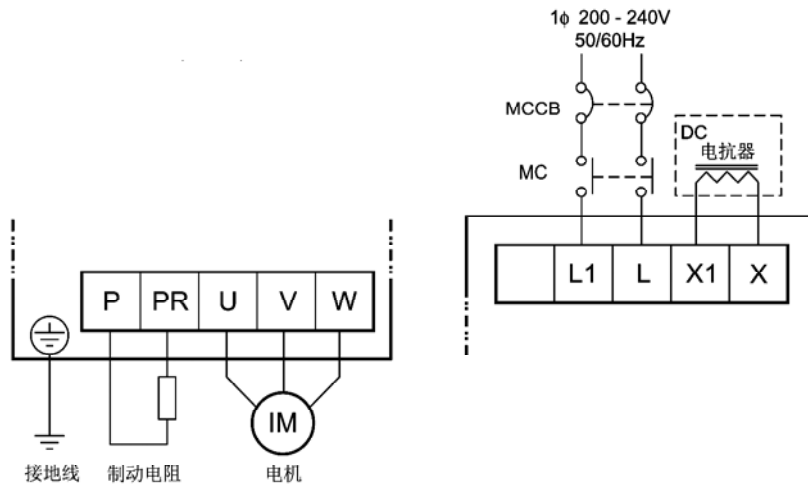 1ϕ 200 - 240V
50/60Hz
MCCB
DC
电抗器
MC
L1 L X1 X
P PR U V W
IM
接地线 制动电阻 电机